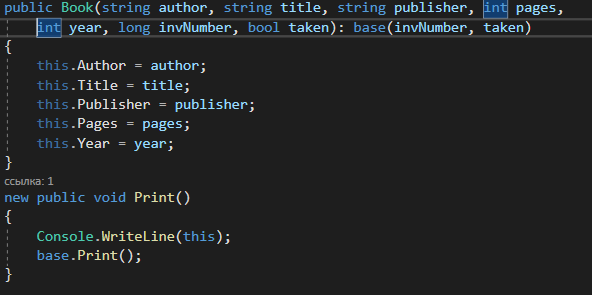 public Book(string author, string title, string publisher, int pages,
int year, long invNumber, bool taken): base(invNumber, taken)
{
this.Author = author;
this.Title = title;
this.Publisher = publisher;
this.Pages = pages;
this.Year = year;
}
ссылка: 1
new public void Print()
{
Console.WriteLine(this);
base.Print();
}